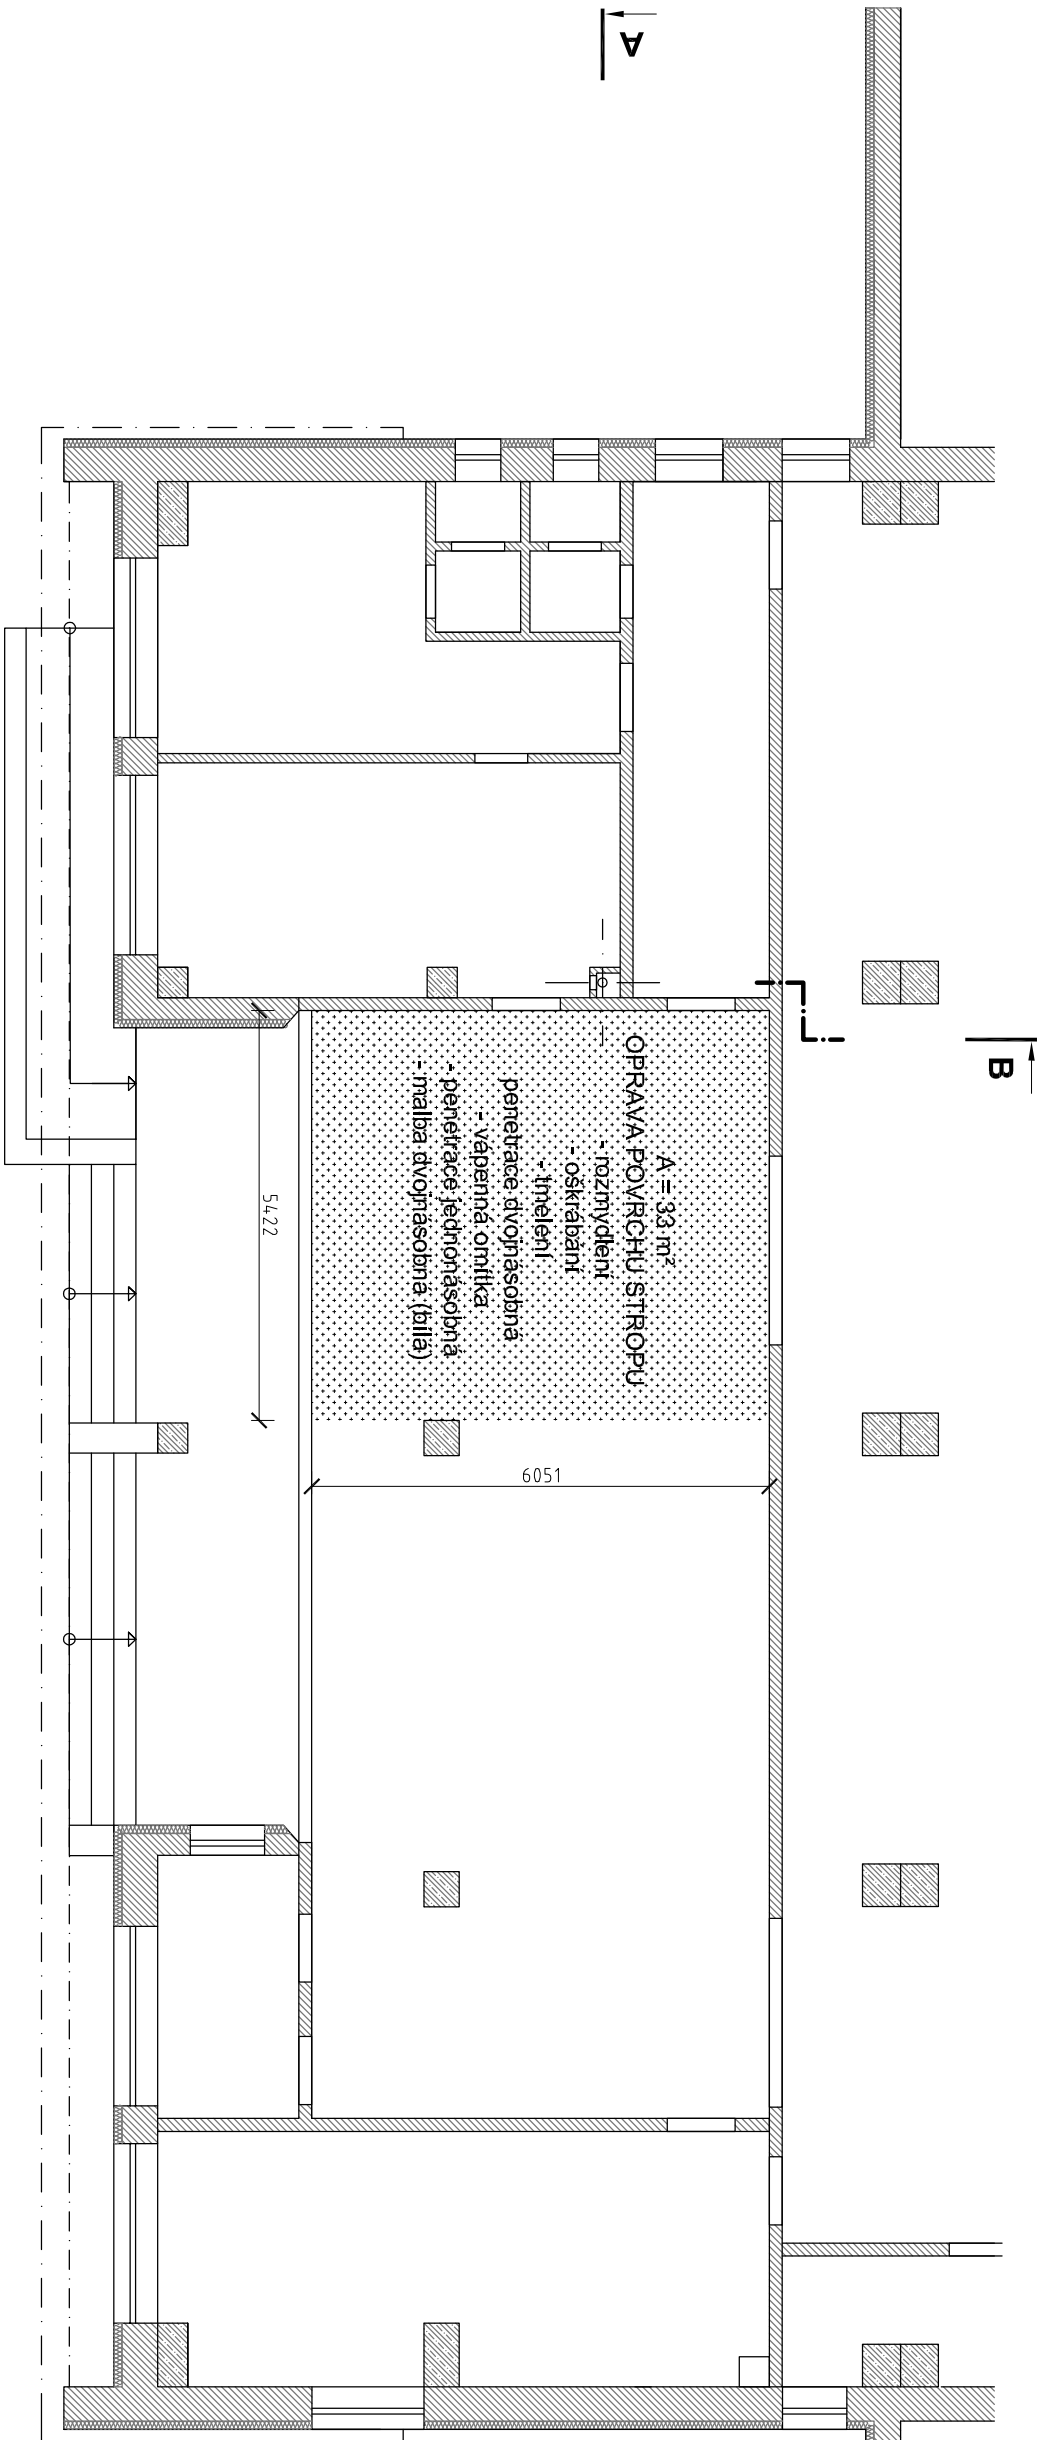 A
B
A = 33 m²
OPRAVA POVRCHU STROPU
- rozmydlení
- oškrábání
- tmelení
penetrace dvojnásobná
- vápenná omítka
- penetrace jednonásobná
- malba dvojnásobná (bílá)
5422
6051